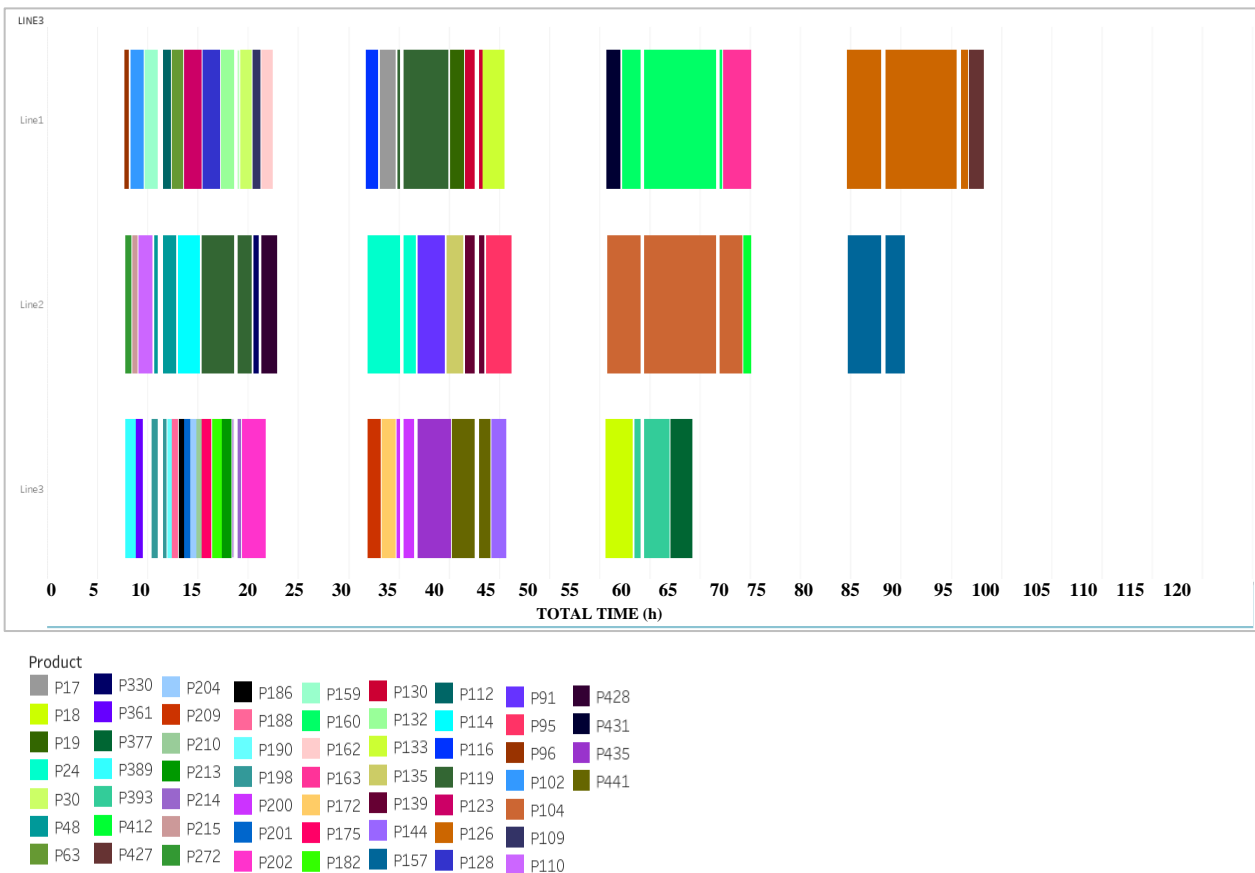 LINE3
Line1
Line2
Line3
0 5 10 15 20 25 30 35 40 45 50 55 60 65 70 75 80 85 90 95 100 105 110 115 120
TOTAL TIME (h)
Product
P17 P330 P204 P186 P159 P130 P112 P91 P428
P18 P361 P209 P188 P160 P132 P114 P95 P431
P19 P377 P210 P190 P162 P133 P116 P96 P435
P24 P389 P213 P198 P163 P135 P119 P102 P441
P30 P393 P214 P200 P172 P139 P123 P104
P48 P412 P215 P201 P175 P144 P126 P109
P63 P427 P272 P202 P182 P157 P128 P110